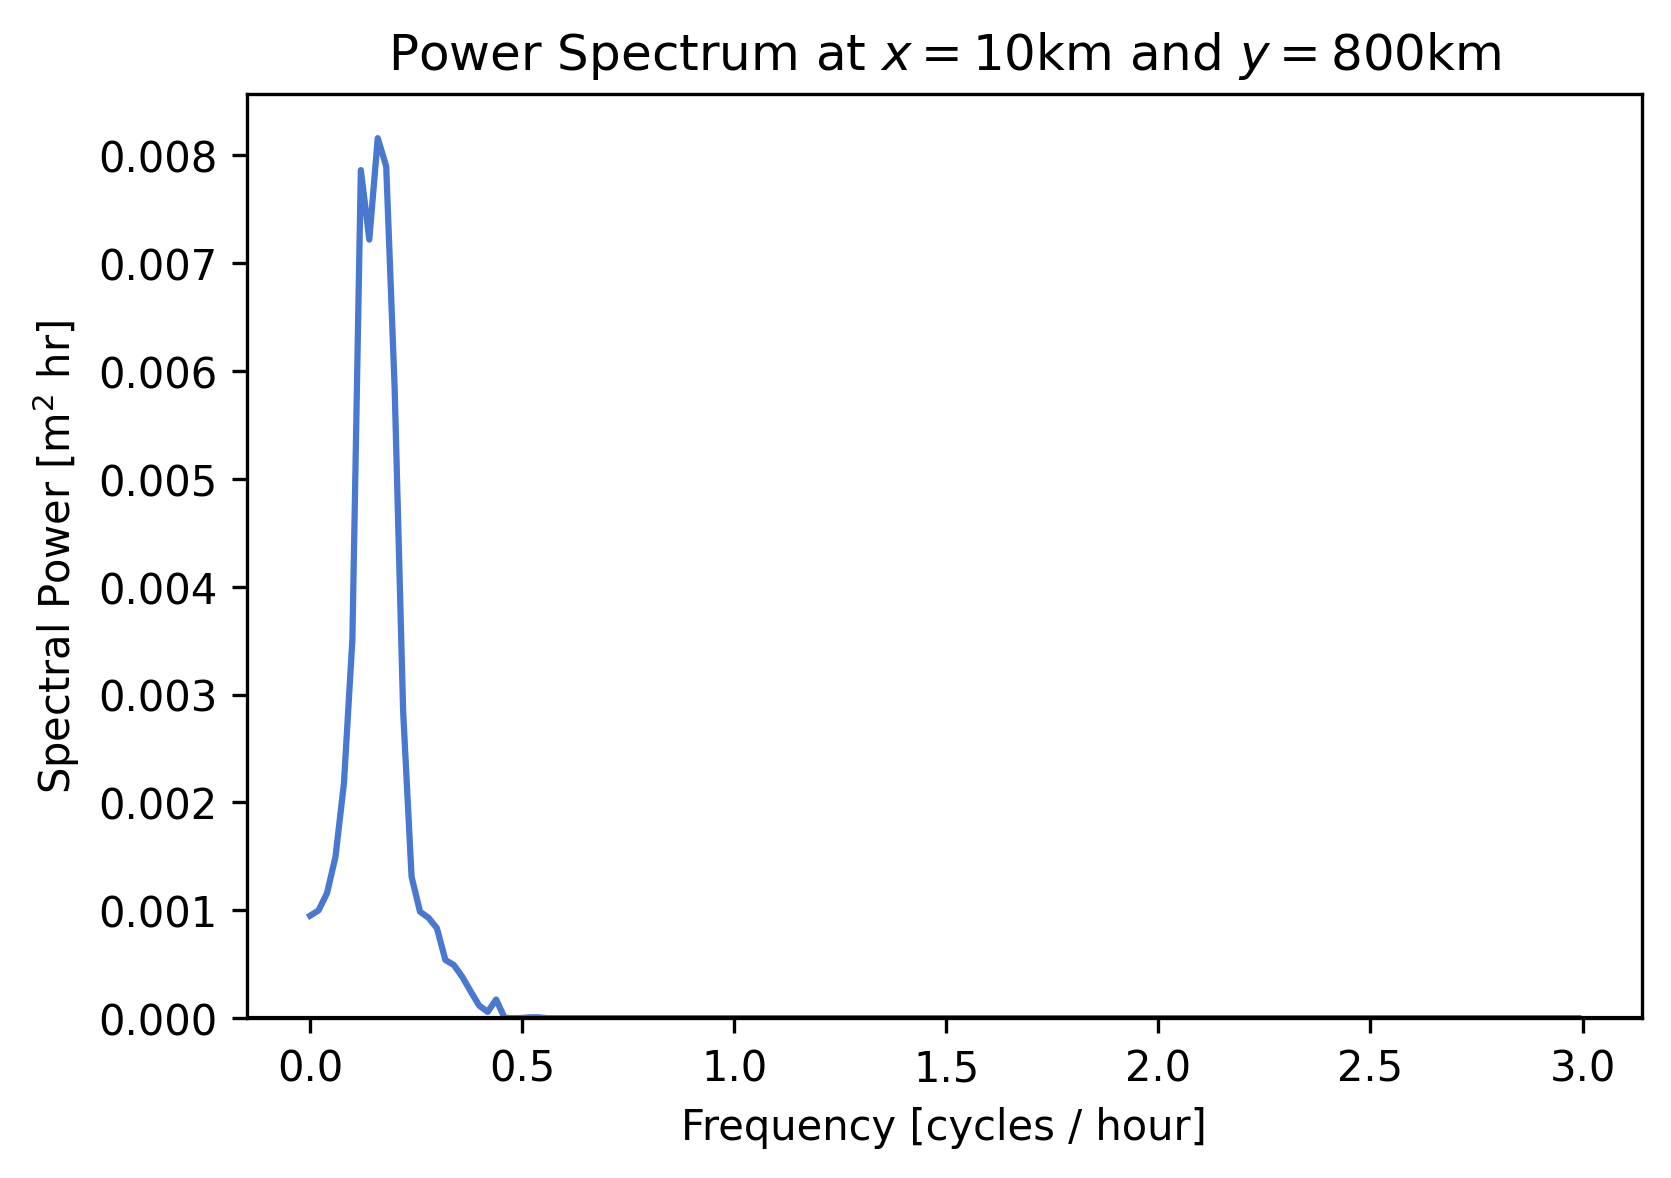 Power Spectrum at x = 10km and y = 800km
0.008
0.007
0.006
0.005
0.004
0.003
0.002
0.001
0.000
Spectral Power [m² hr]
0.0 0.5 1.0 1.5 2.0 2.5 3.0
Frequency [cycles / hour]